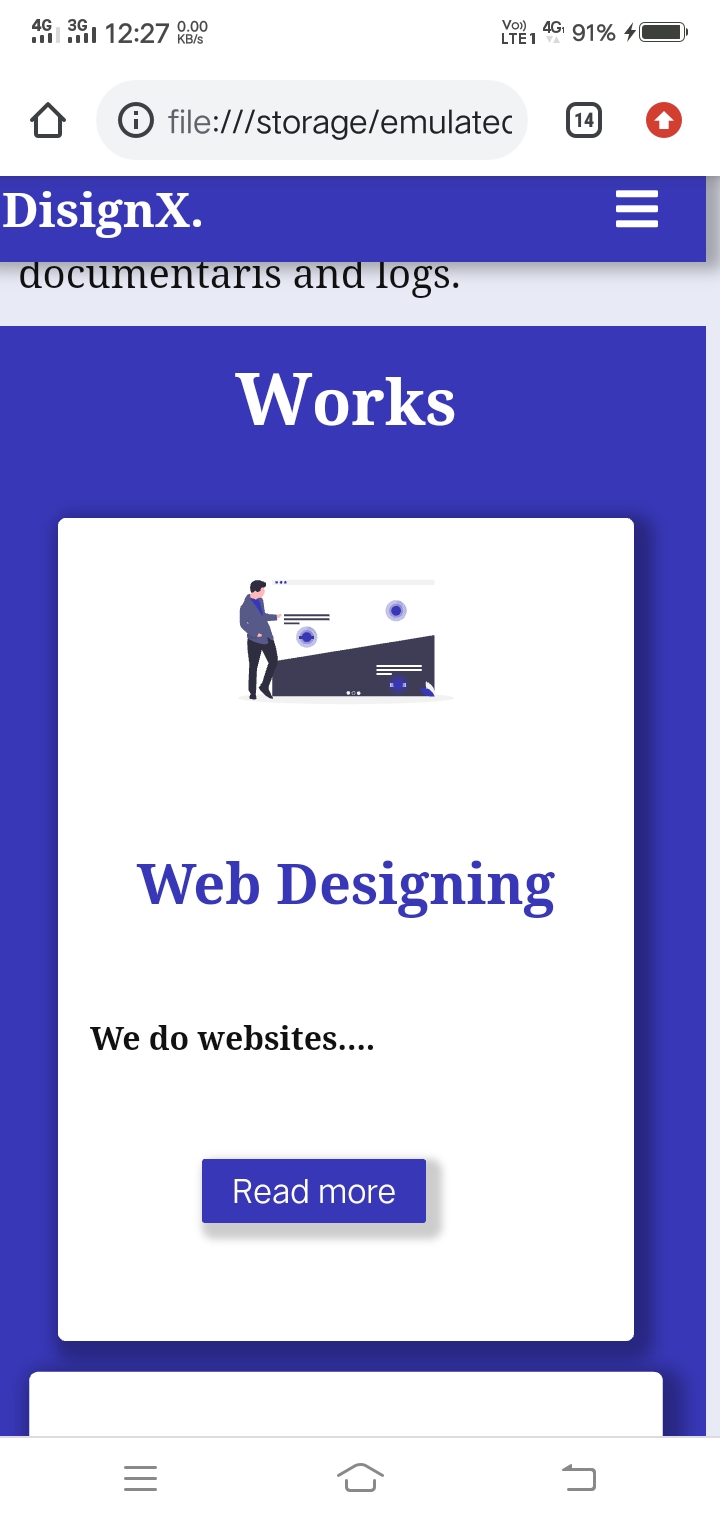 4G 3G 12:27 0.00 KB/s Vo)) LTE1 4G 91%
file:///storage/emulated
14
DisignX.
documentaris and logs.
Works
Web Designing
We do websites....
Read more